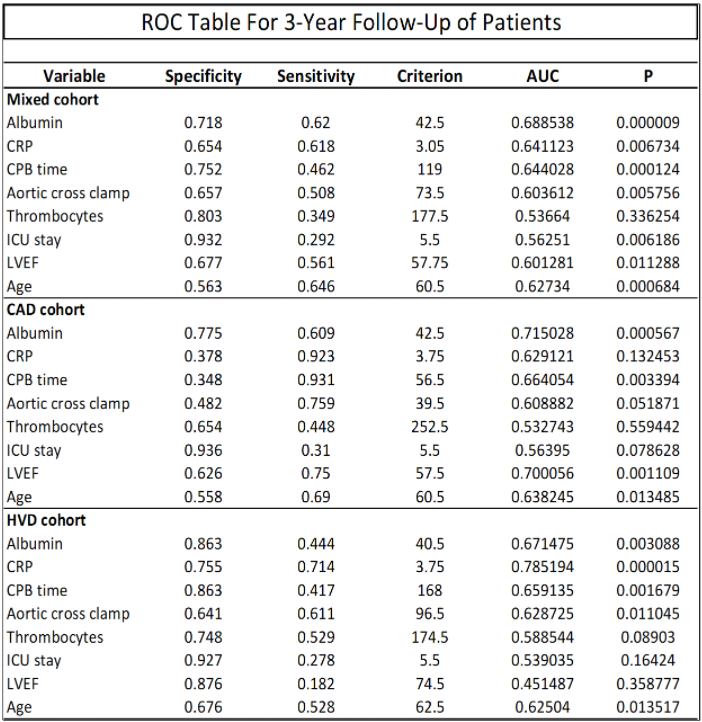 ROC Table For 3-Year Follow-Up of Patients
Variable Specificity Sensitivity Criterion AUC P
Mixed cohort
Albumin 0.718 0.62 42.5 0.688538 0.000009
CRP 0.654 0.618 3.05 0.641123 0.006734
CPB time 0.752 0.462 119 0.644028 0.000124
Aortic cross clamp 0.657 0.508 73.5 0.603612 0.005756
Thrombocytes 0.803 0.349 177.5 0.53664 0.336254
ICU stay 0.932 0.292 5.5 0.56251 0.006186
LVEF 0.677 0.561 57.75 0.601281 0.011288
Age 0.563 0.646 60.5 0.62734 0.000684
CAD cohort
Albumin 0.775 0.609 42.5 0.715028 0.000567
CRP 0.378 0.923 3.75 0.629121 0.132453
CPB time 0.348 0.931 56.5 0.664054 0.003394
Aortic cross clamp 0.482 0.759 39.5 0.608882 0.051871
Thrombocytes 0.654 0.448 252.5 0.532743 0.559442
ICU stay 0.936 0.31 5.5 0.56395 0.078628
LVEF 0.626 0.75 57.5 0.700056 0.001109
Age 0.558 0.69 60.5 0.638245 0.013485
HVD cohort
Albumin 0.863 0.444 40.5 0.671475 0.003088
CRP 0.755 0.714 3.75 0.785194 0.000015
CPB time 0.863 0.417 168 0.659135 0.001679
Aortic cross clamp 0.641 0.611 96.5 0.628725 0.011045
Thrombocytes 0.748 0.529 174.5 0.588544 0.08903
ICU stay 0.927 0.278 5.5 0.539035 0.16424
LVEF 0.876 0.182 74.5 0.451487 0.358777
Age 0.676 0.528 62.5 0.62504 0.013517